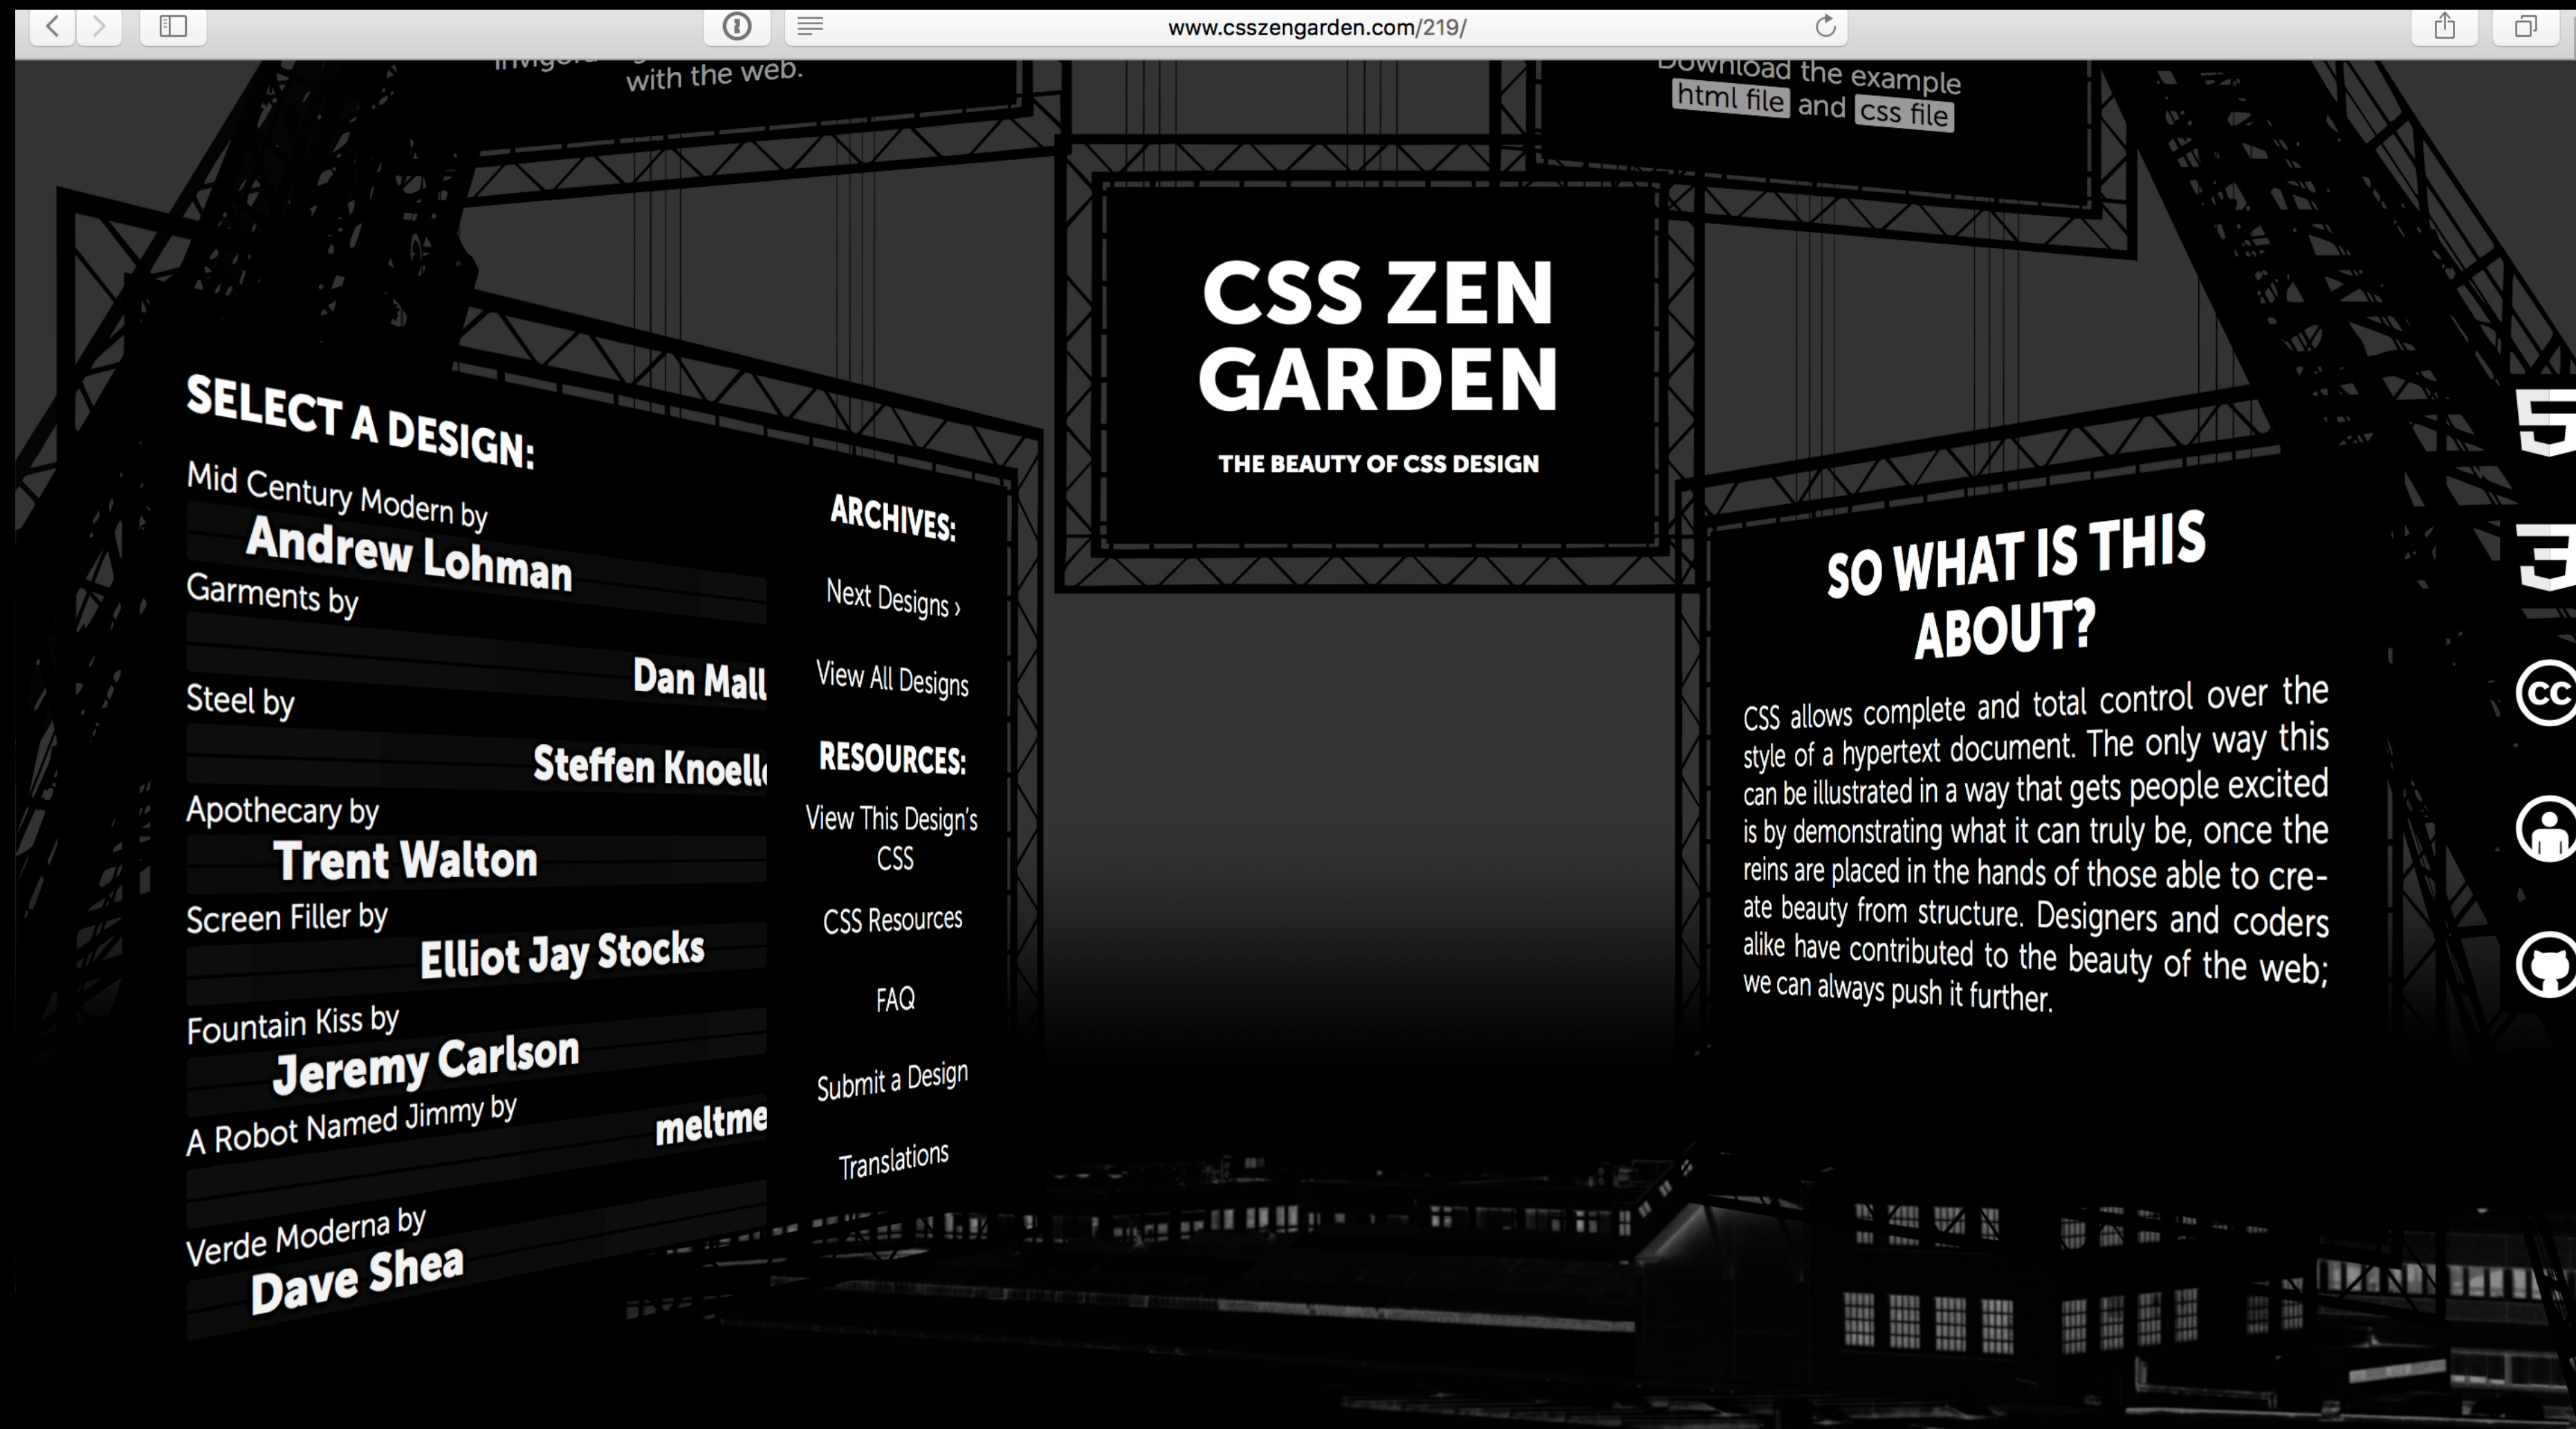 www.csszengarden.com/219/
with the web.
Download the example
html file and css file
CSS ZEN
GARDEN
THE BEAUTY OF CSS DESIGN
SELECT A DESIGN:
Mid Century Modern by
Andrew Lohman
Garments by
Dan Mall
Steel by
Steffen Knoell
Apothecary by
Trent Walton
Screen Filler by
Elliot Jay Stocks
Fountain Kiss by
Jeremy Carlson
A Robot Named Jimmy by
meltme
Verde Moderna by
Dave Shea
ARCHIVES:
Next Designs ›
View All Designs
RESOURCES:
View This Design's
CSS
CSS Resources
FAQ
Submit a Design
Translations
SO WHAT IS THIS
ABOUT?
CSS allows complete and total control over the
style of a hypertext document. The only way this
can be illustrated in a way that gets people excited
is by demonstrating what it can truly be, once the
reins are placed in the hands of those able to cre-
ate beauty from structure. Designers and coders
alike have contributed to the beauty of the web;
we can always push it further.
5
3
cc